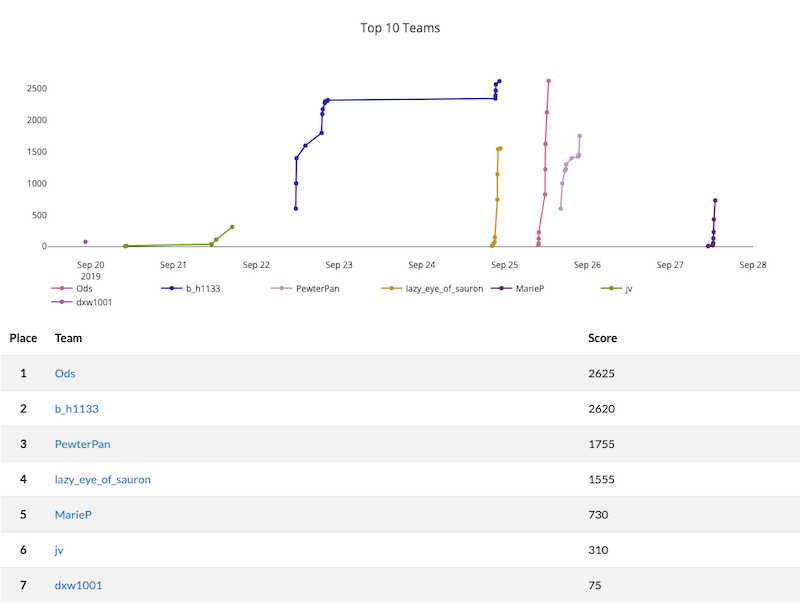 Top 10 Teams
2500
2000
1500
1000
500
0
Sep 20 Sep 21 Sep 22 Sep 23 Sep 24 Sep 25 Sep 26 Sep 27 Sep 28
2019
Ods b_h1133 PewterPan lazy_eye_of_sauron MarieP jv
dxw1001
Place Team Score
1 Ods 2625
2 b_h1133 2620
3 PewterPan 1755
4 lazy_eye_of_sauron 1555
5 MarieP 730
6 jv 310
7 dxw1001 75